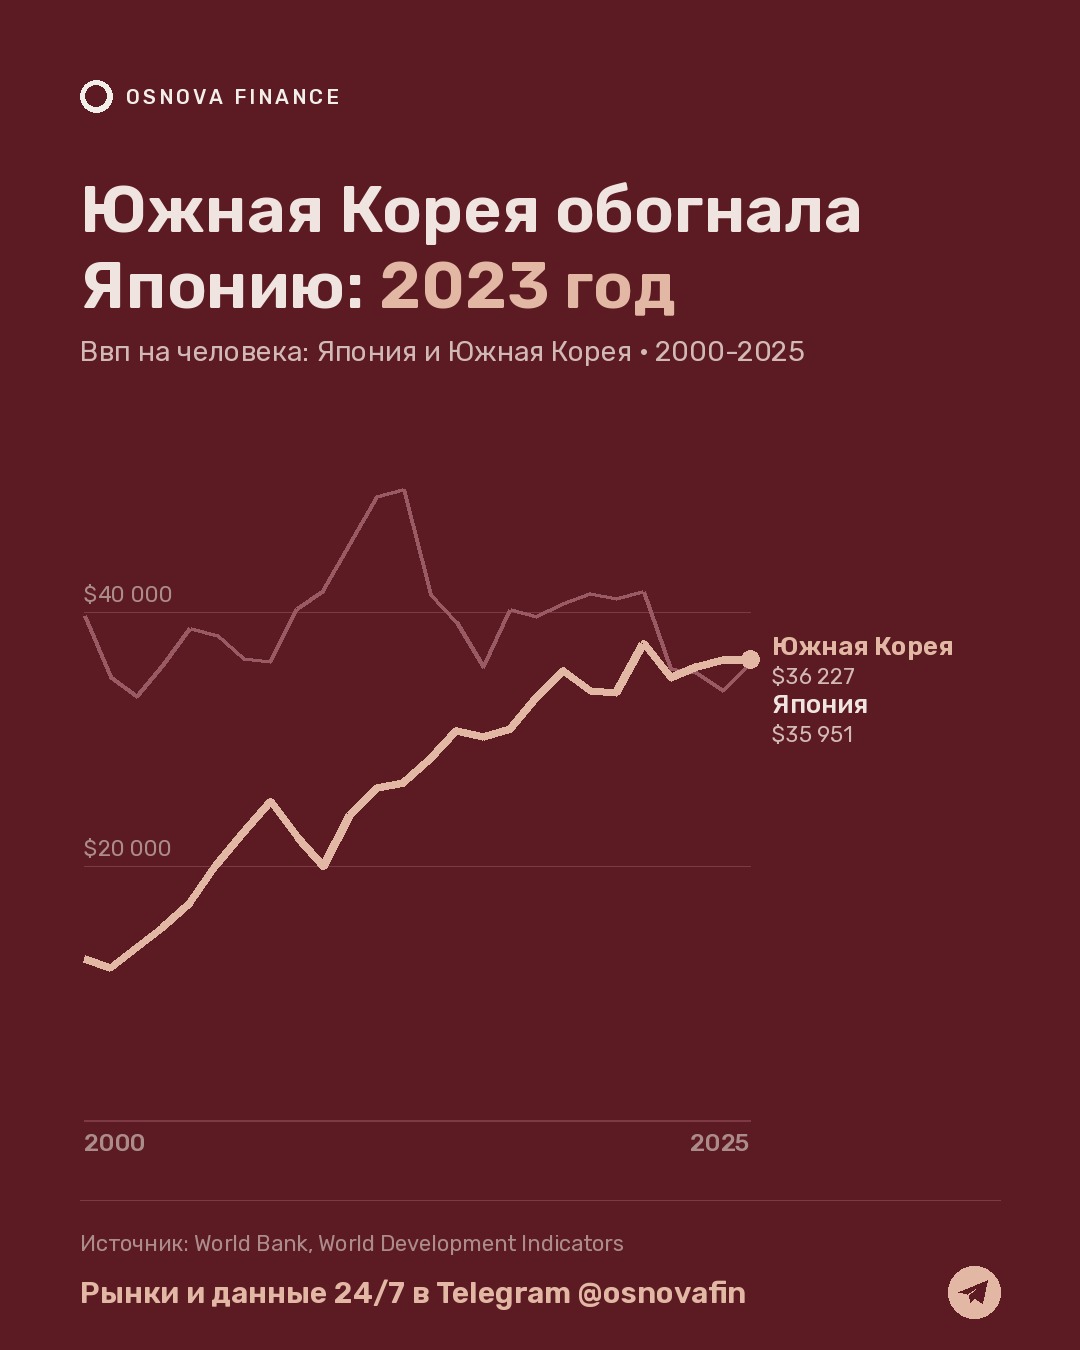 OSNOVA FINANCE
Южная Корея обогнала
Японию: 2023 год
Ввп на человека: Япония и Южная Корея • 2000–2025
$40 000
Южная Корея
$36 227
Япония
$35 951
$20 000
2000
2025
Источник: World Bank, World Development Indicators
Рынки и данные 24/7 в Telegram @osnovafin